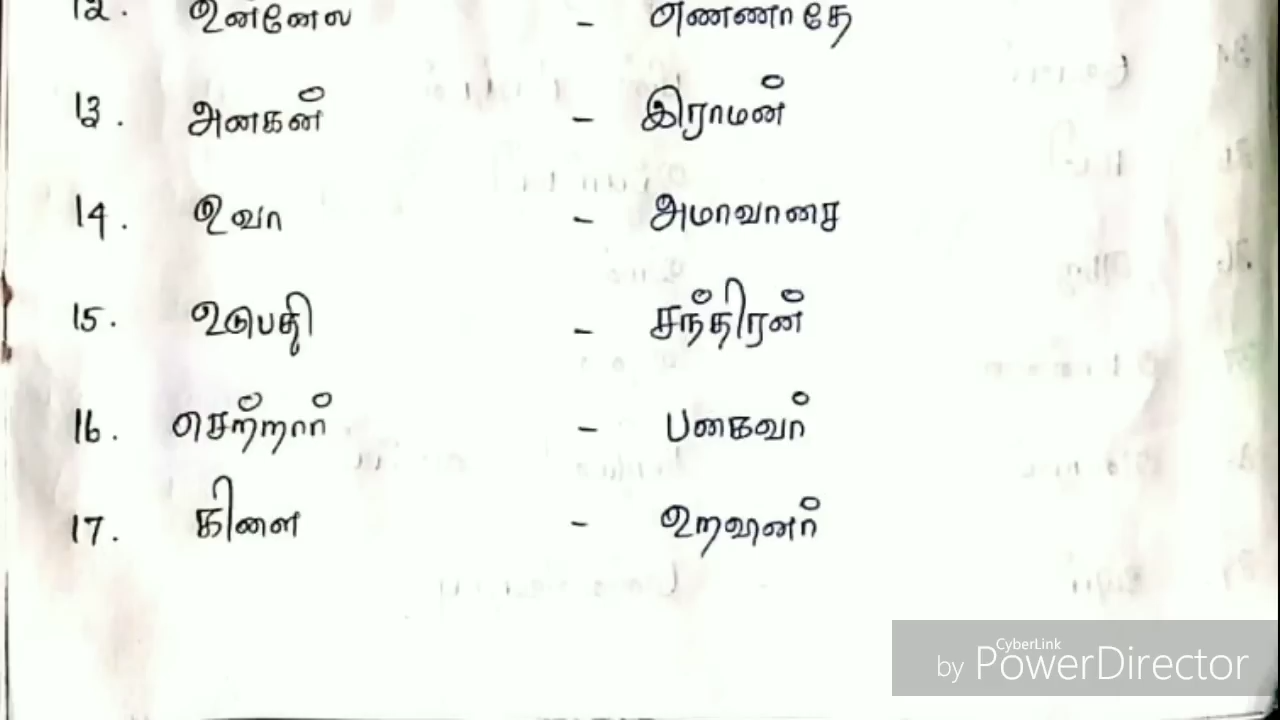 12. உன்னேல - எண்ணாதே
13. அனகன் - இராமன்
14. உவா - அமாவாசை
15. உடுபதி - சந்திரன்
16. செற்றார் - பகைவர்
17. கிளை - உறவினர்
CyberLink
by PowerDirector